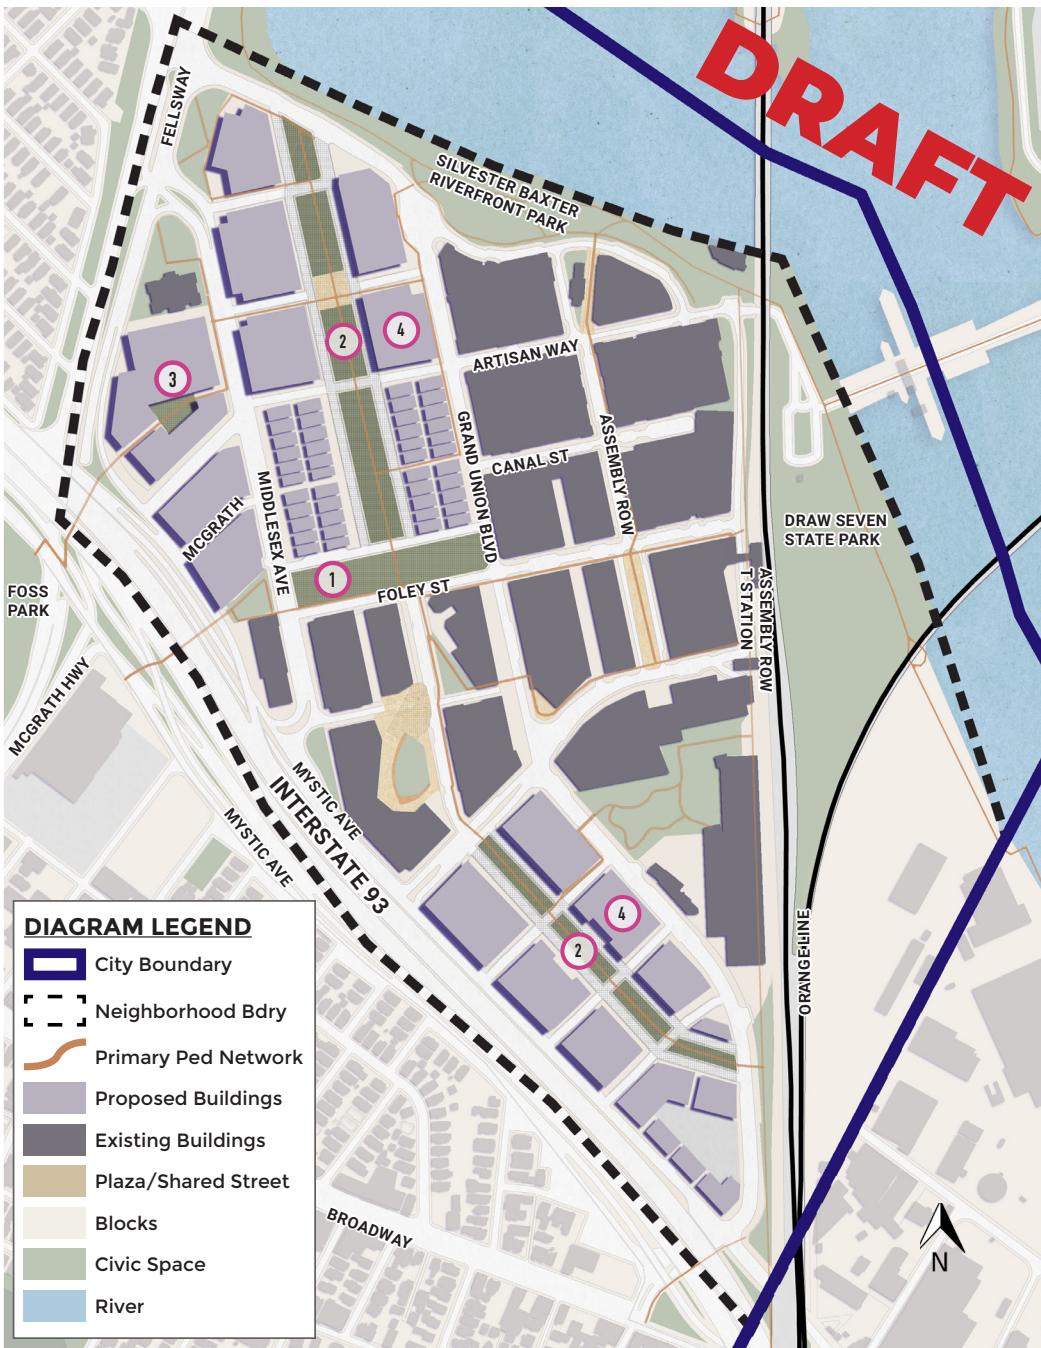 DRAFT
FELLSWAY
SILVESTER BAXTER
RIVERFRONT PARK
4
2
3
ARTISAN WAY
GRAND UNION BLVD
ASSEMBLY ROW
CANAL ST
MIDDLESEX AVE
MCGRATH
DRAW SEVEN
STATE PARK
1
FOLEY ST
FOSS
PARK
ASSEMBLY ROW
T STATION
MCGRATH HWY
MYSTIC AVE
INTERSTATE 93
MYSTIC AVE
4
2
ORANGE LINE
BROADWAY
N
DIAGRAM LEGEND
City Boundary
Neighborhood Bdry
Primary Ped Network
Proposed Buildings
Existing Buildings
Plaza/Shared Street
Blocks
Civic Space
River